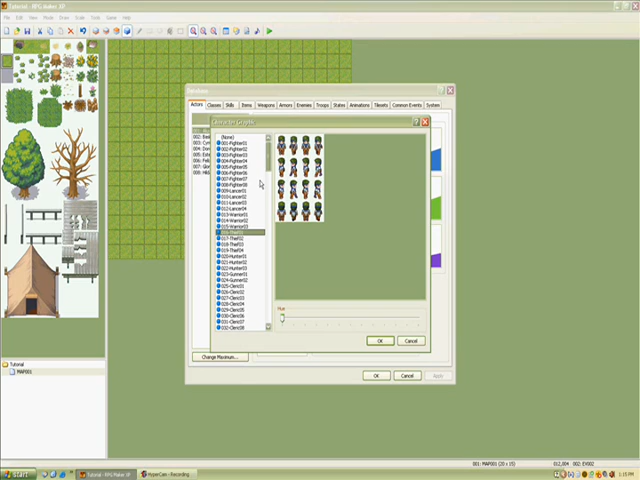 Tutorial - RPG Maker XP
File Edit View Mode Draw Scale Tools Game Help
Database
Actors Classes Skills Items Weapons Armors Enemies Troops States Animations Tilesets Common Events System
Character Graphic
(None)
001-Fighter01
002-Fighter02
003-Fighter03
004-Fighter04
005-Fighter05
006-Fighter06
007-Fighter07
008-Fighter08
009-Lancer01
010-Lancer02
011-Lancer03
012-Lancer04
013-Warrior01
014-Warrior02
015-Warrior03
016-Thief01
017-Thief02
018-Thief03
019-Thief04
020-Hunter01
021-Hunter02
022-Hunter03
023-Gunner01
024-Gunner02
025-Cleric01
026-Cleric02
027-Cleric03
028-Cleric04
029-Cleric05
030-Cleric06
031-Cleric07
032-Cleric08
Hue
OK Cancel
Change Maximum...
OK Cancel Apply
Tutorial
MAP001
001: MAP001 (20 x 15)
012,004 : 002: EV002
start
Tutorial - RPG Maker XP
HyperCam - Recording
1:15 PM